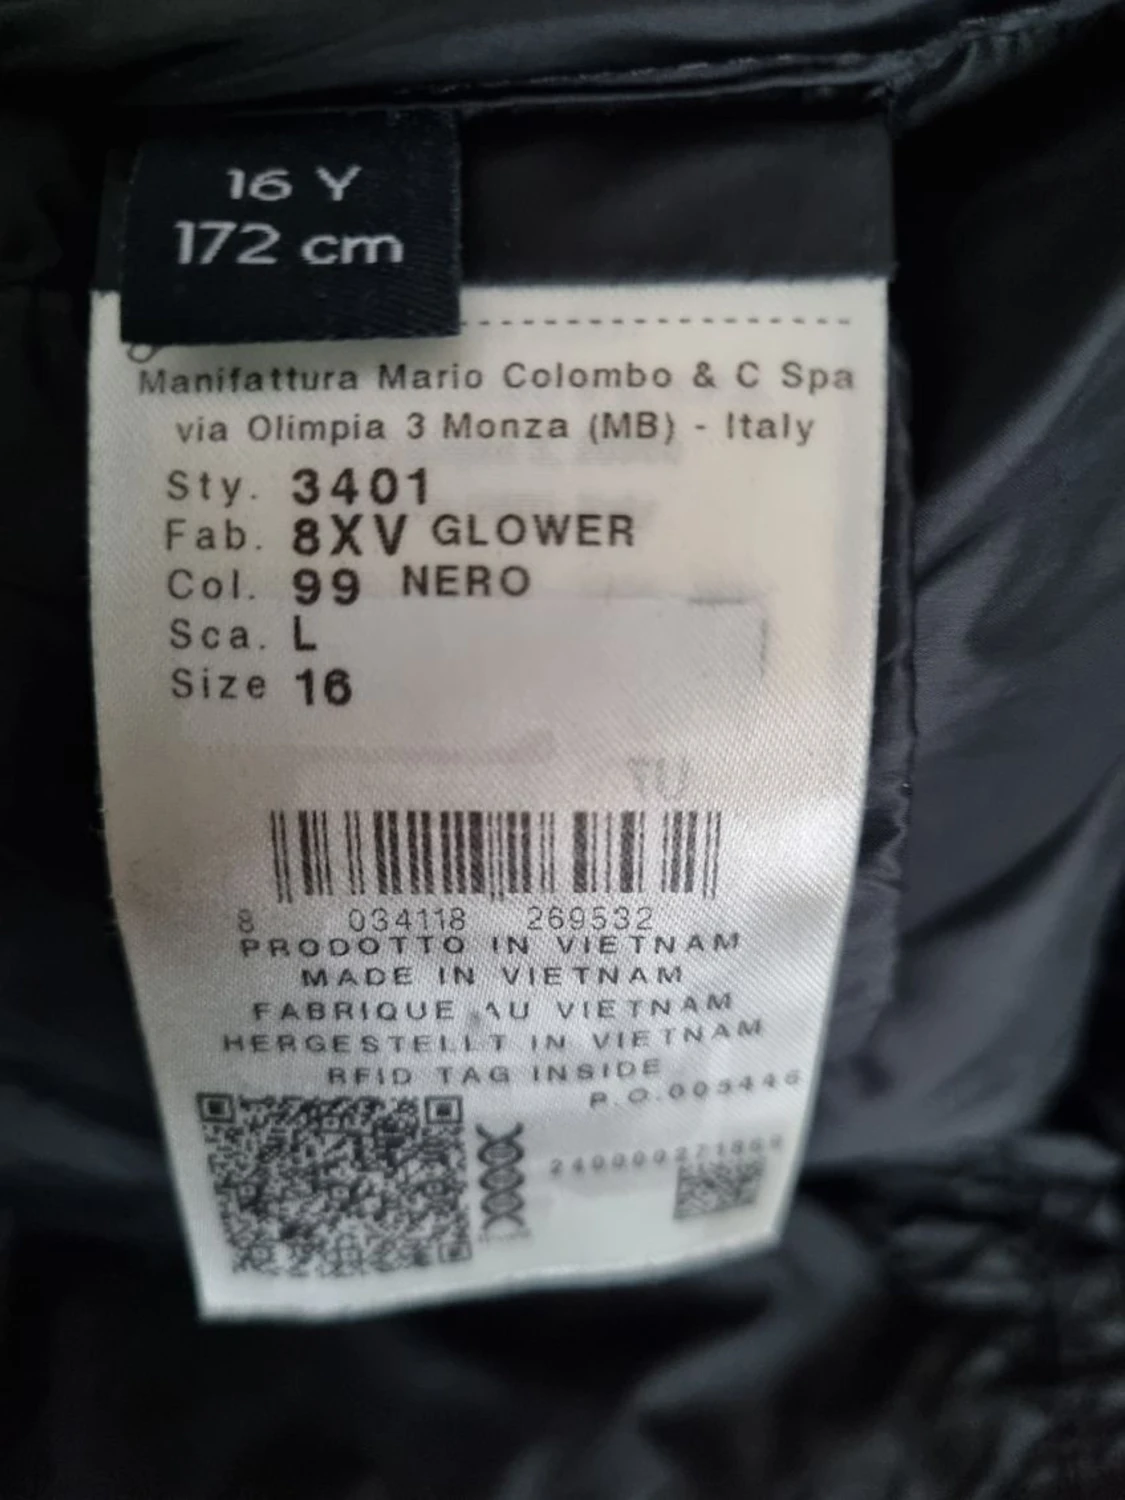 16 Y
172 cm
Manifattura Mario Colombo & C Spa
via Olimpia 3 Monza (MB) - Italy
Sty. 3401
Fab. 8XV GLOWER
Col. 99 NERO
Sca. L
Size 16
8 034118 269532
PRODOTTO IN VIETNAM
MADE IN VIETNAM
FABRIQUE AU VIETNAM
HERGESTELLT IN VIETNAM
RFID TAG INSIDE
P.O.005446